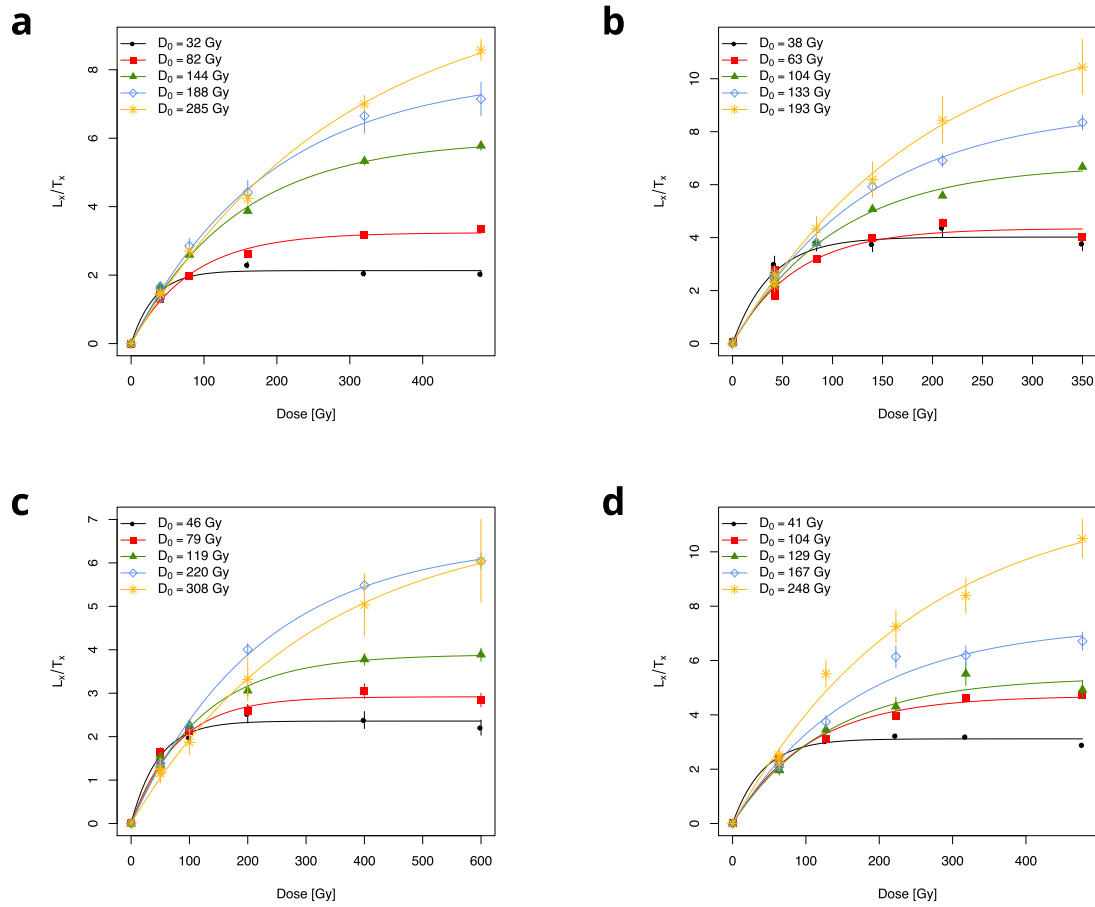 a
D₀ = 32 Gy
D₀ = 82 Gy
D₀ = 144 Gy
D₀ = 188 Gy
D₀ = 285 Gy
8
6
4
2
0
Lₓ/Tₓ
0 100 200 300 400
Dose [Gy]
b
D₀ = 38 Gy
D₀ = 63 Gy
D₀ = 104 Gy
D₀ = 133 Gy
D₀ = 193 Gy
10
8
6
4
2
0
Lₓ/Tₓ
0 50 100 150 200 250 300 350
Dose [Gy]
c
D₀ = 46 Gy
D₀ = 79 Gy
D₀ = 119 Gy
D₀ = 220 Gy
D₀ = 308 Gy
7
6
5
4
3
2
1
0
Lₓ/Tₓ
0 100 200 300 400 500 600
Dose [Gy]
d
D₀ = 41 Gy
D₀ = 104 Gy
D₀ = 129 Gy
D₀ = 167 Gy
D₀ = 248 Gy
10
8
6
4
2
0
Lₓ/Tₓ
0 100 200 300 400
Dose [Gy]